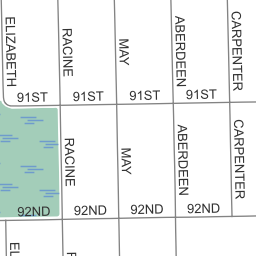 ELIZABETH
RACINE
MAY
ABERDEEN
CARPENTER
91ST
91ST
91ST
91ST
RACINE
MAY
ABERDEEN
CARPENTER
92ND
92ND
92ND
92ND